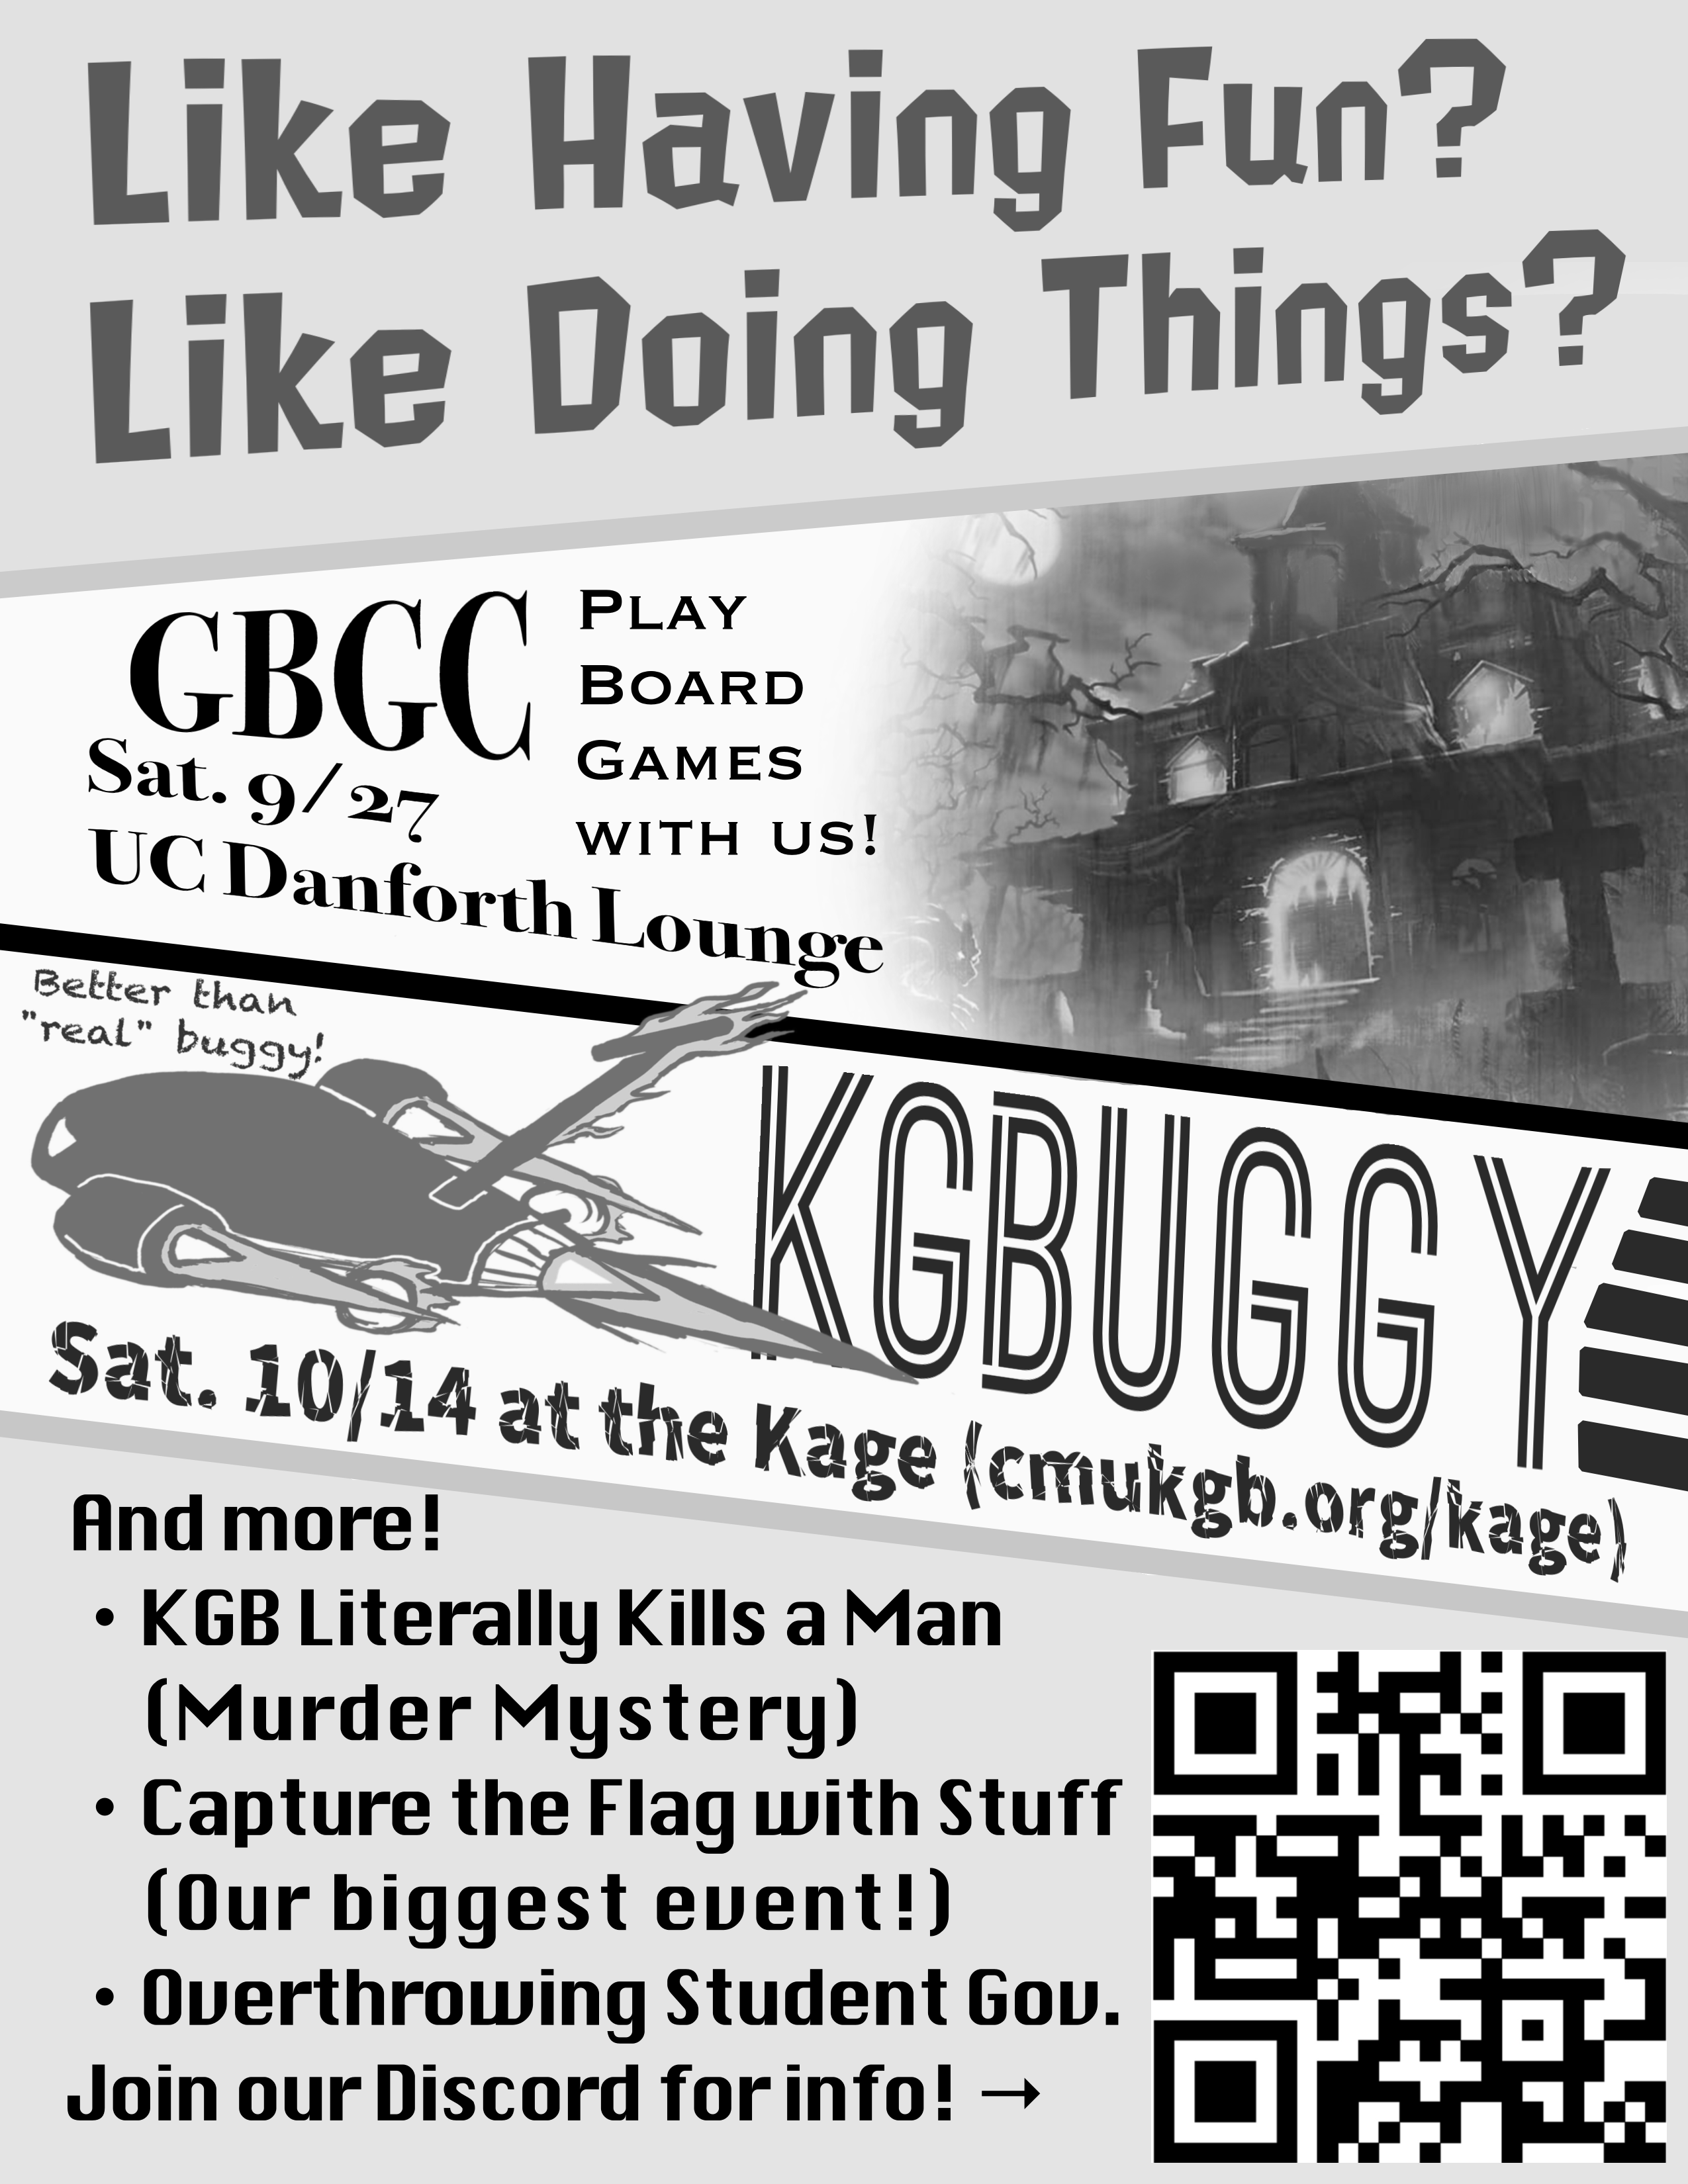 Like Having Fun?
Like Doing Things?
GBGC
Sat. 9/27
UC Danforth Lounge
PLAY
BOARD
GAMES
WITH US!
Better than
"real" buggy!
KGBUGGY
Sat. 10/14 at the Kage (cmukgb.org/kage)
And more!
• KGB Literally Kills a Man
(Murder Mystery)
• Capture the Flag with Stuff
(Our biggest event!)
• Overthrowing Student Gov.
Join our Discord for info! →